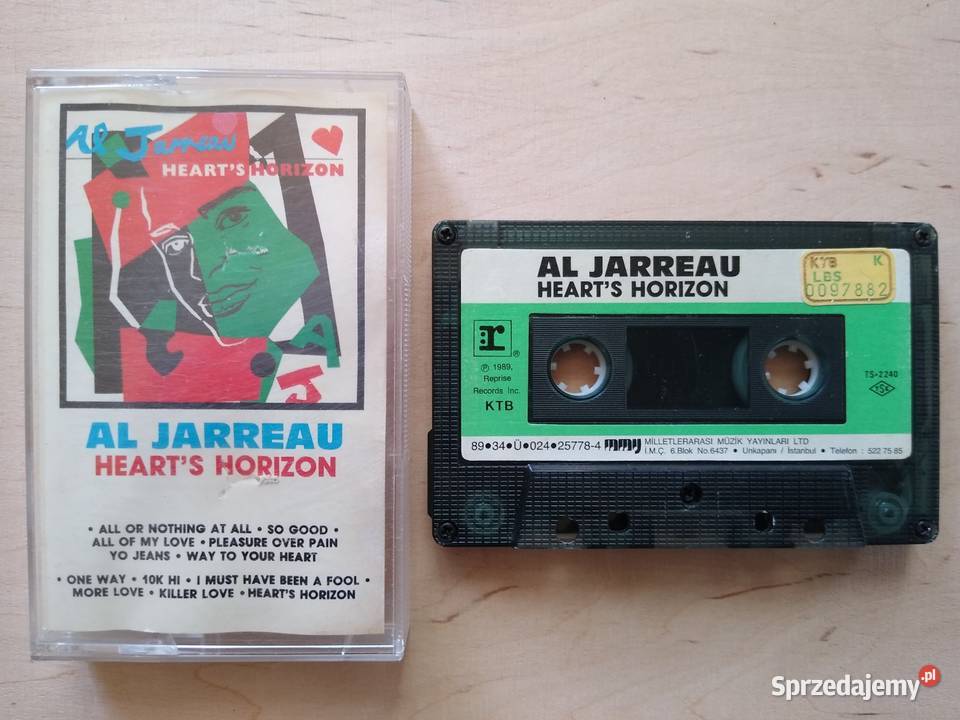 Al Jarreau
HEART'S HORIZON
AL JARREAU
HEART'S HORIZON
• ALL OR NOTHING AT ALL • SO GOOD •
ALL OF MY LOVE • PLEASURE OVER PAIN
YO JEANS • WAY TO YOUR HEART
• ONE WAY • 10K HI • I MUST HAVE BEEN A FOOL •
MORE LOVE • KILLER LOVE • HEART'S HORIZON
AL JARREAU
HEART'S HORIZON
KTB K
LBS
0097882
r ®
℗ 1989,
Reprise
Records Inc.
KTB
TS-2240
TSE
89•34•Ü•024•25778-4 mmy MİLLETLERARASI MÜZİK YAYINLARI LTD
İ.M.Ç. 6.Blok No.6437 • Unkapanı / İstanbul • Telefon : 522 75 85
Sprzedajemy.pl